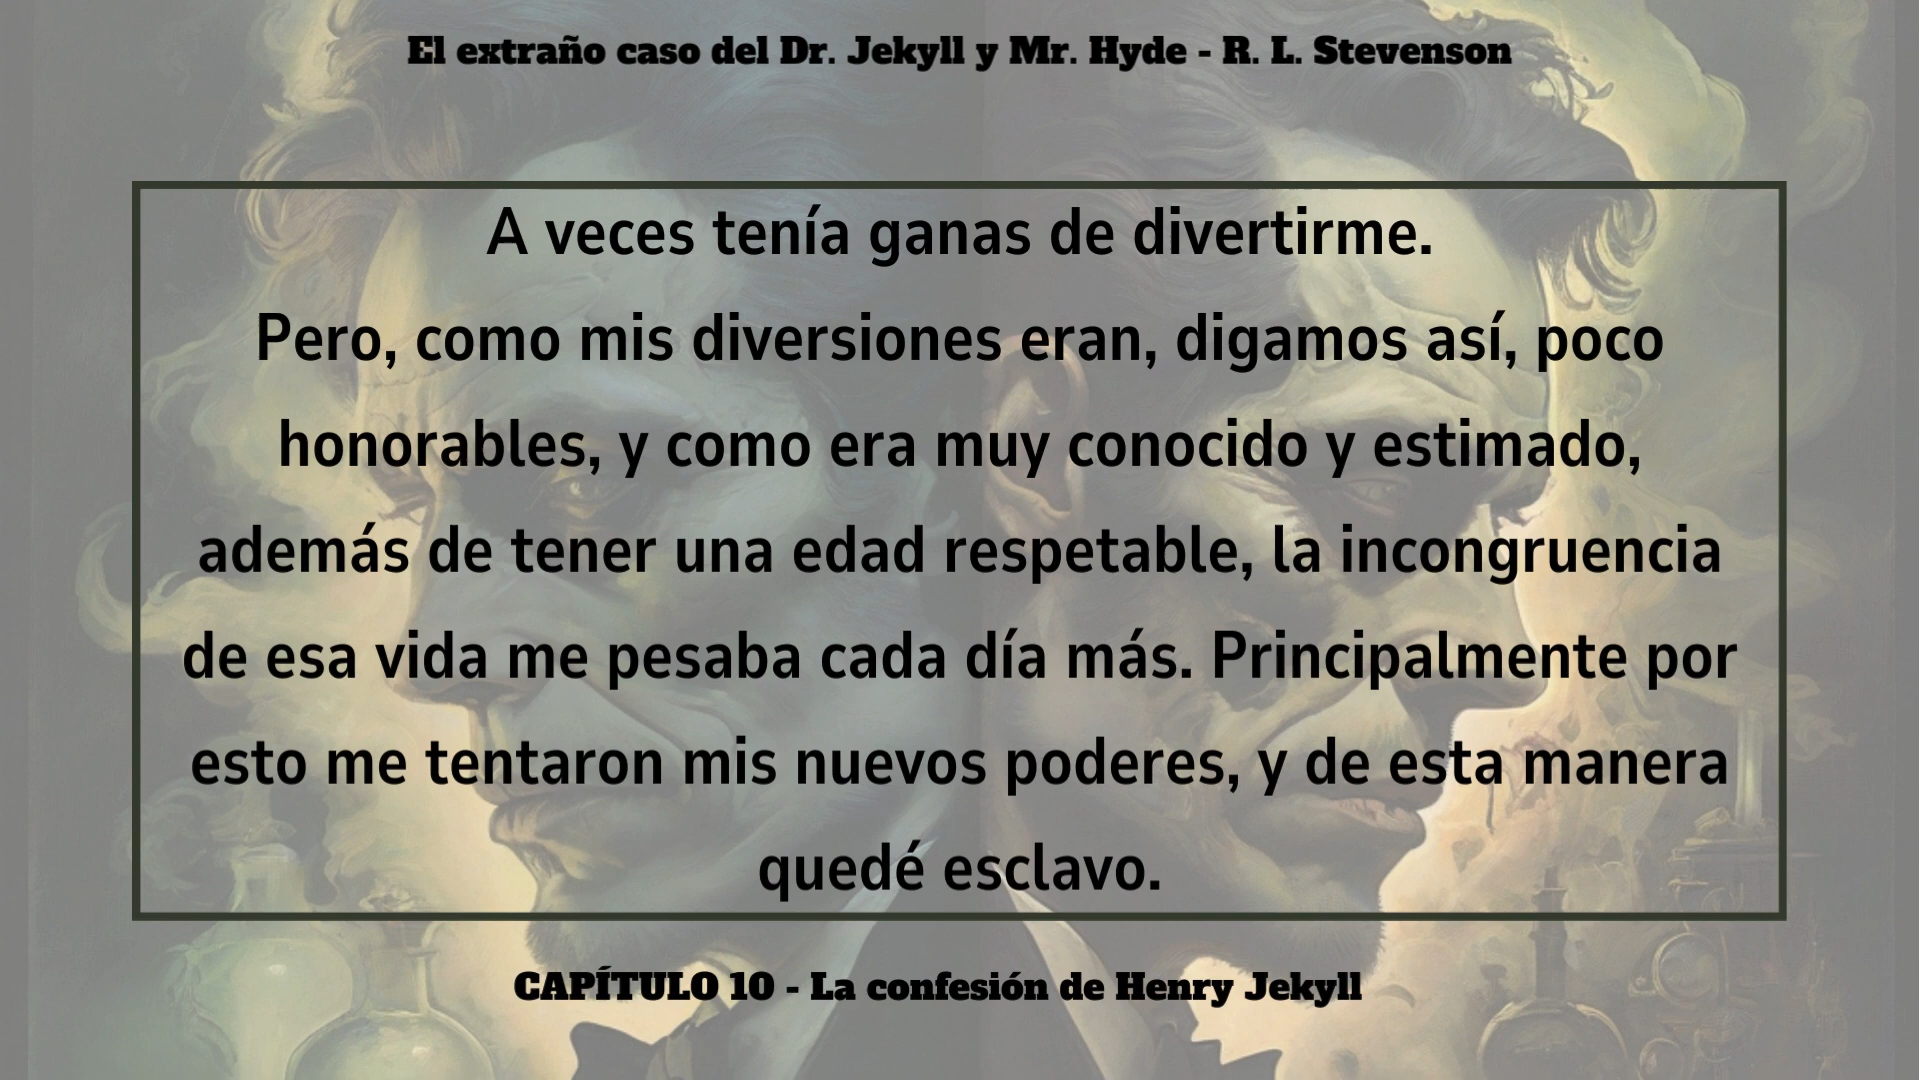 El extraño caso del Dr. Jekyll y Mr. Hyde - R. L. Stevenson
A veces tenía ganas de divertirme.
Pero, como mis diversiones eran, digamos así, poco
honorables, y como era muy conocido y estimado,
además de tener una edad respetable, la incongruencia
de esa vida me pesaba cada día más. Principalmente por
esto me tentaron mis nuevos poderes, y de esta manera
quedé esclavo.
CAPÍTULO 10 - La confesión de Henry Jekyll